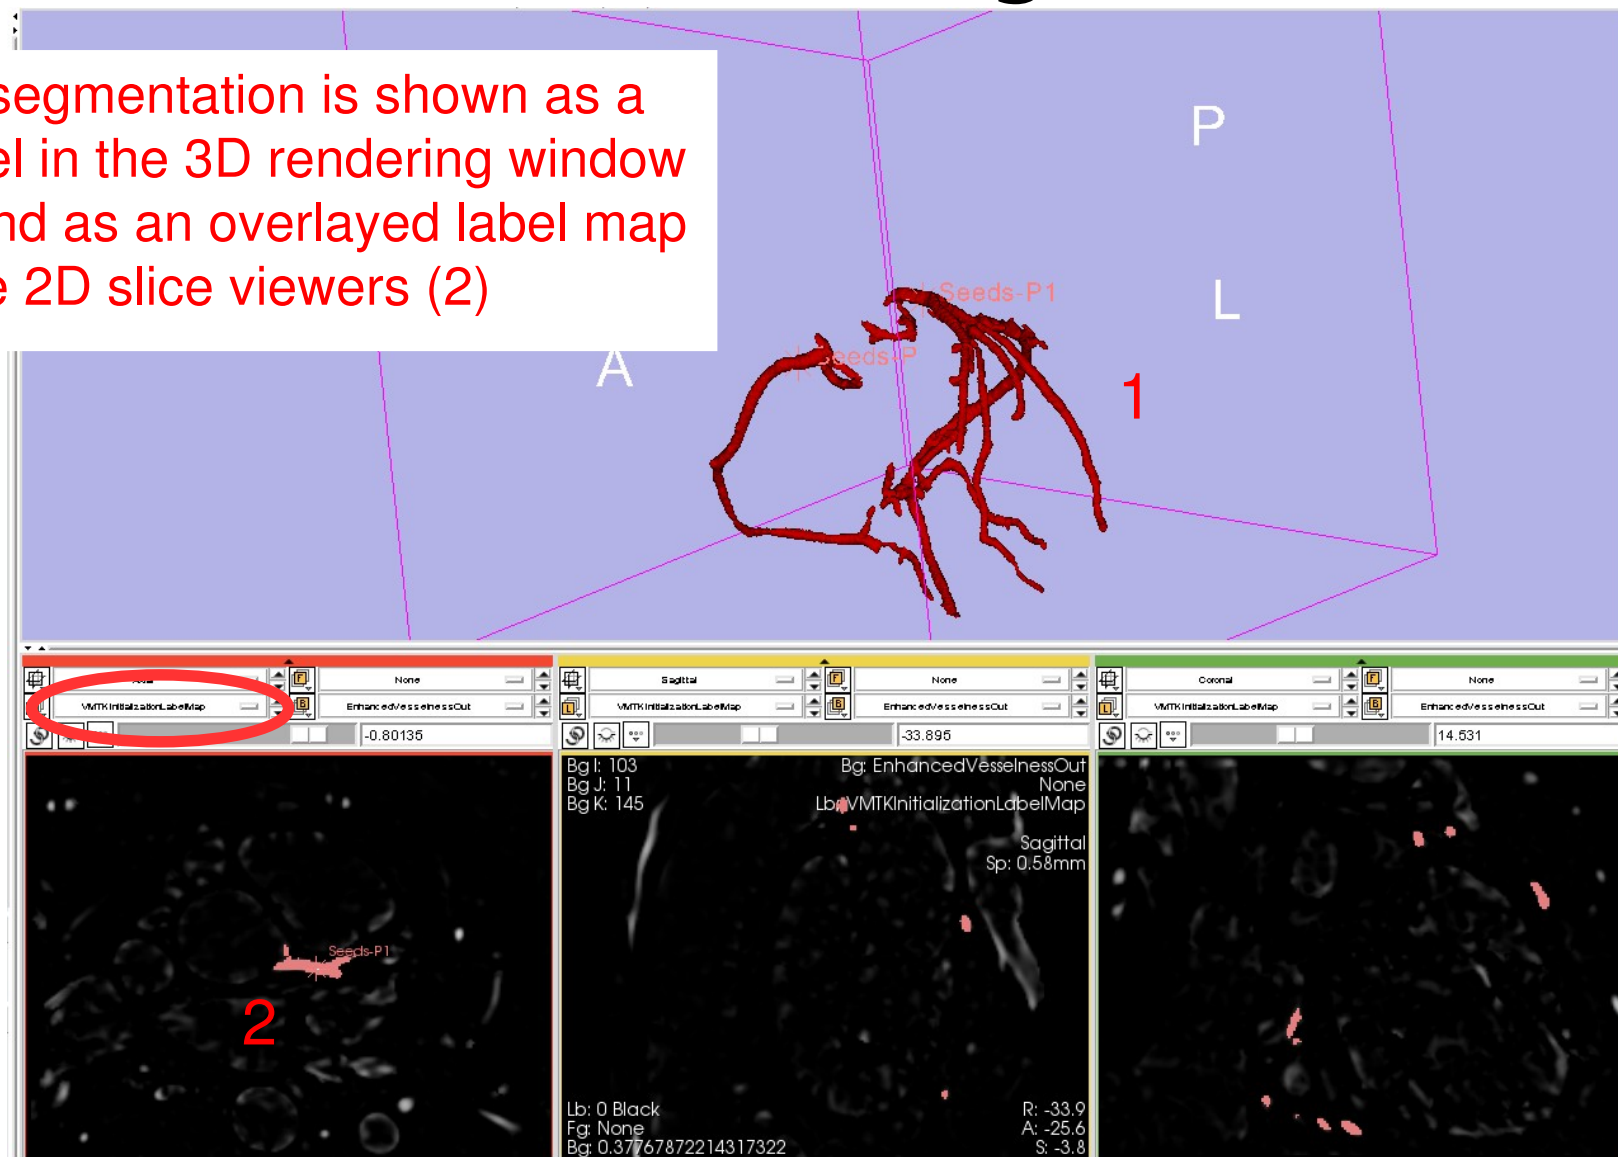 segmentation is shown as a
el in the 3D rendering window
nd as an overlayed label map
e 2D slice viewers (2)
P
L
A
Seeds-P1
Seeds-P
1
None
VMTKInitializationLabelMap
EnhancedVesselnessOut
-0.80135
Sagittal
None
VMTKInitializationLabelMap
EnhancedVesselnessOut
-33.895
Coronal
None
VMTKInitializationLabelMap
EnhancedVesselnessOut
14.531
Seeds-P1
2
Bg I: 103
Bg J: 11
Bg K: 145
Bg: EnhancedVesselnessOut
None
Lb: VMTKInitializationLabelMap
Sagittal
Sp: 0.58mm
Lb: 0 Black
Fg: None
Bg: 0.37767872214317322
R: -33.9
A: -25.6
S: -3.8